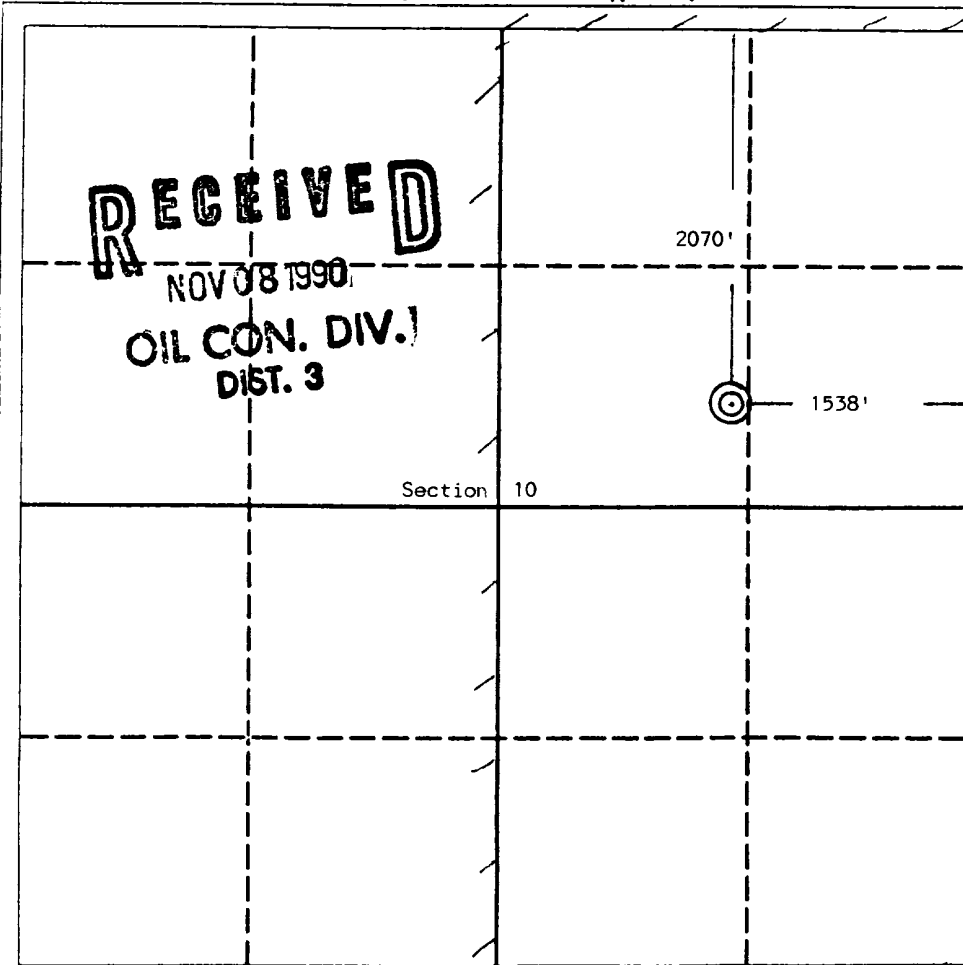 RECEIVED
NOV 08 1990
OIL CON. DIV.
DIST. 3
2070'
1538'
Section 10